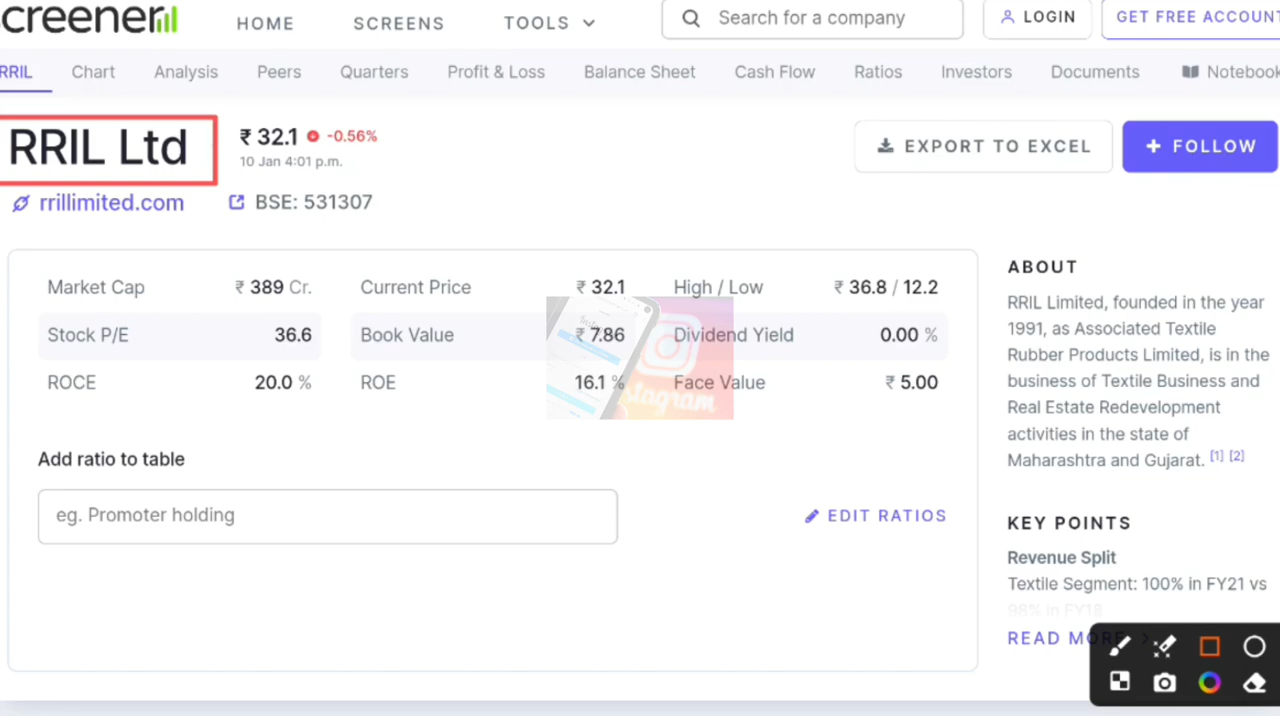 creener
HOME SCREENS TOOLS Search for a company LOGIN GET FREE ACCOUNT
RRIL Chart Analysis Peers Quarters Profit & Loss Balance Sheet Cash Flow Ratios Investors Documents Notebook
RRIL Ltd ₹ 32.1 -0.56%
10 Jan 4:01 p.m.
EXPORT TO EXCEL + FOLLOW
rrillimited.com BSE: 531307
Market Cap ₹ 389 Cr. Current Price ₹ 32.1 High / Low ₹ 36.8 / 12.2
Stock P/E 36.6 Book Value ₹ 7.86 Dividend Yield 0.00 %
ROCE 20.0 % ROE 16.1 % Face Value ₹ 5.00
stagram
Add ratio to table
eg. Promoter holding
EDIT RATIOS
ABOUT
RRIL Limited, founded in the year
1991, as Associated Textile
Rubber Products Limited, is in the
business of Textile Business and
Real Estate Redevelopment
activities in the state of
Maharashtra and Gujarat. [1] [2]
KEY POINTS
Revenue Split
Textile Segment: 100% in FY21 vs
98% in FY18
READ MORE